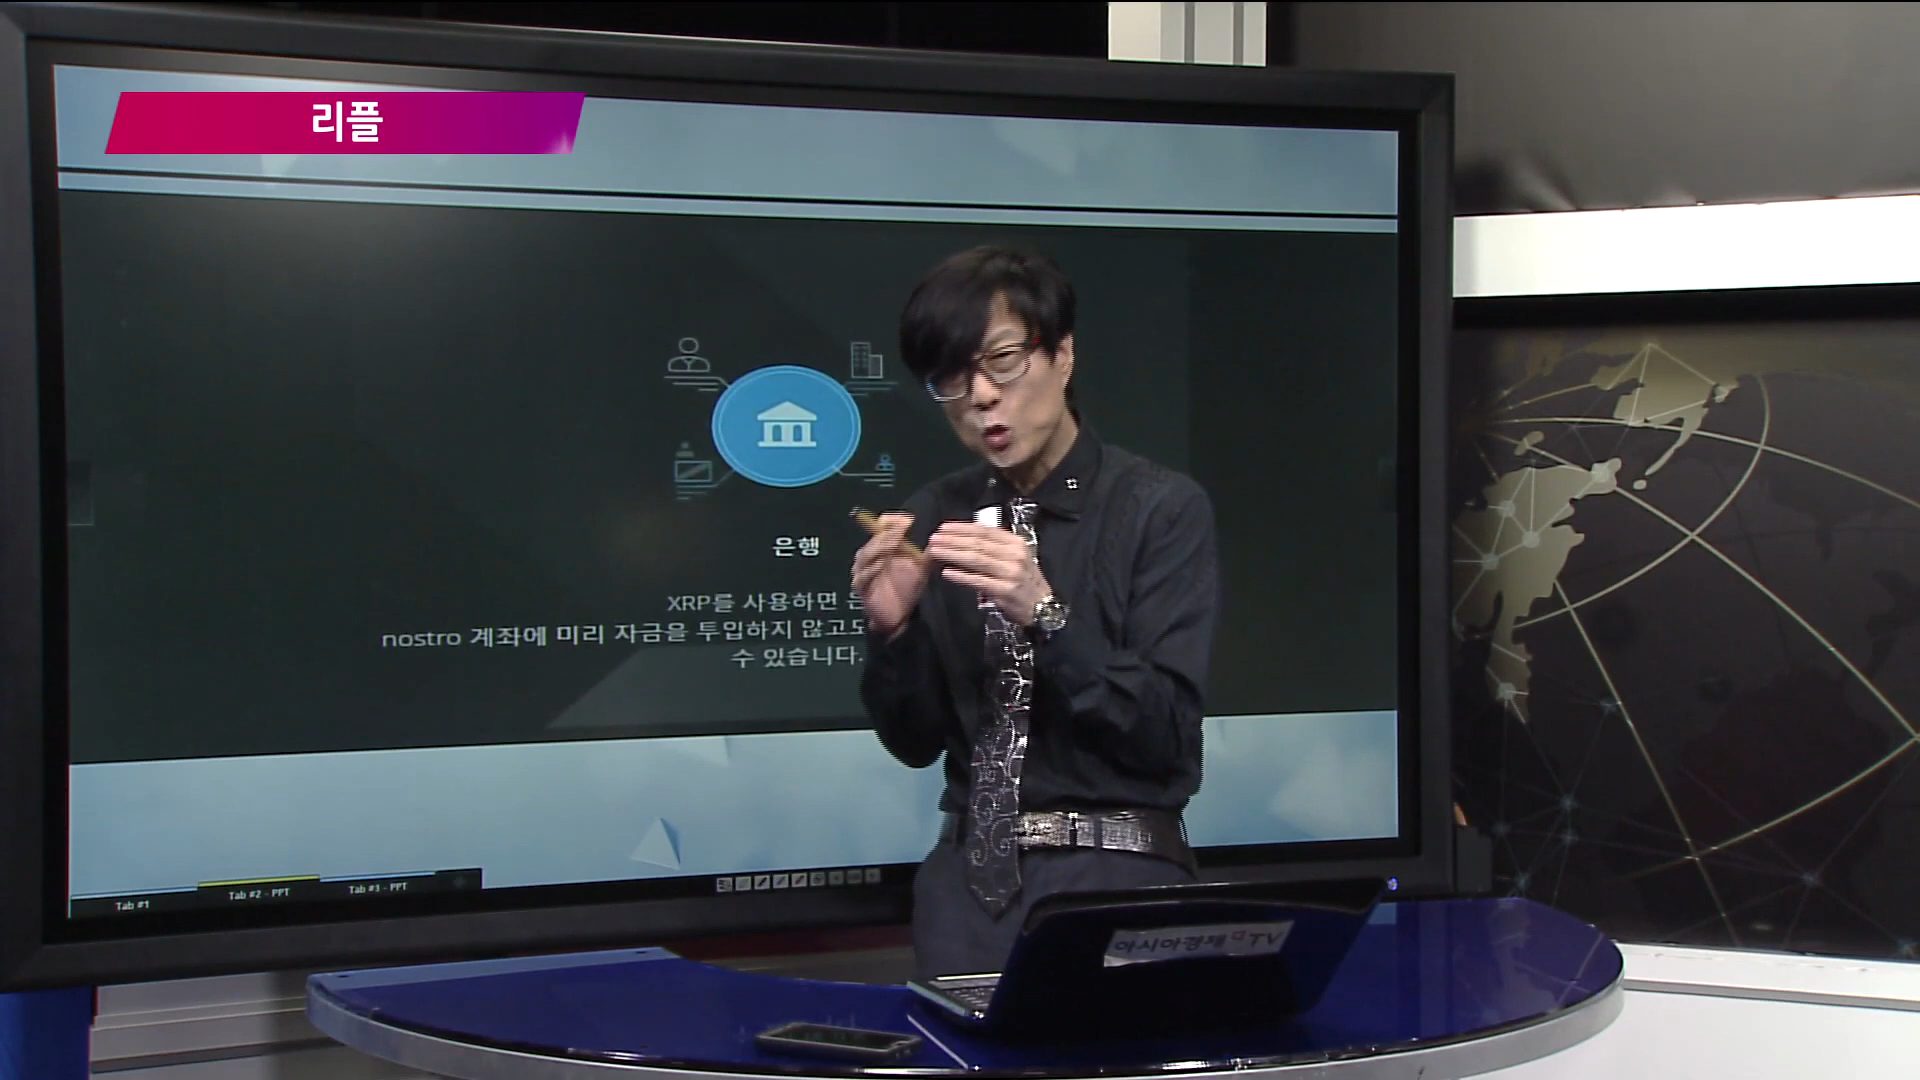 리플
은행
XRP를 사용하면
nostro 계좌에 미리 자금을 투입하지 않고도
수 있습니다.
Tab #1
Tab #2 - PPT
Tab #3 - PPT
아시아경제TV